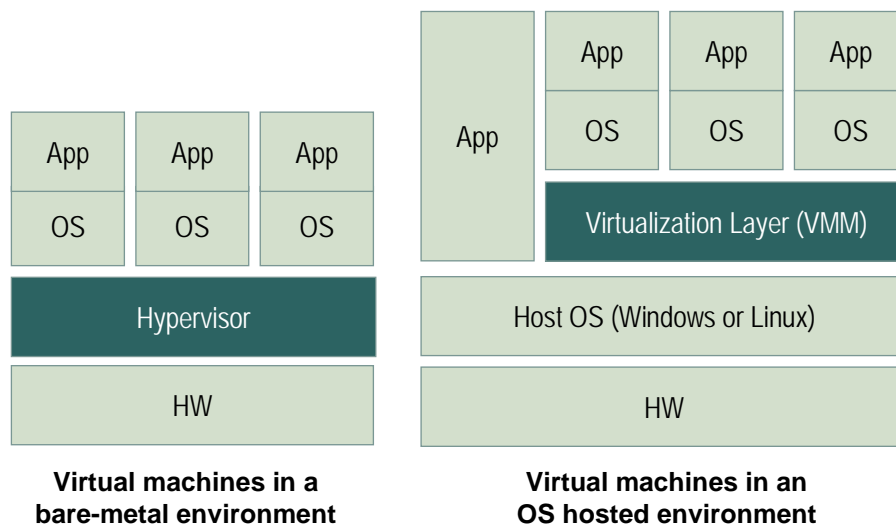 App App App
OS OS OS
Hypervisor
HW
Virtual machines in a
bare-metal environment
App
App App App
OS OS OS
Virtualization Layer (VMM)
Host OS (Windows or Linux)
HW
Virtual machines in an
OS hosted environment